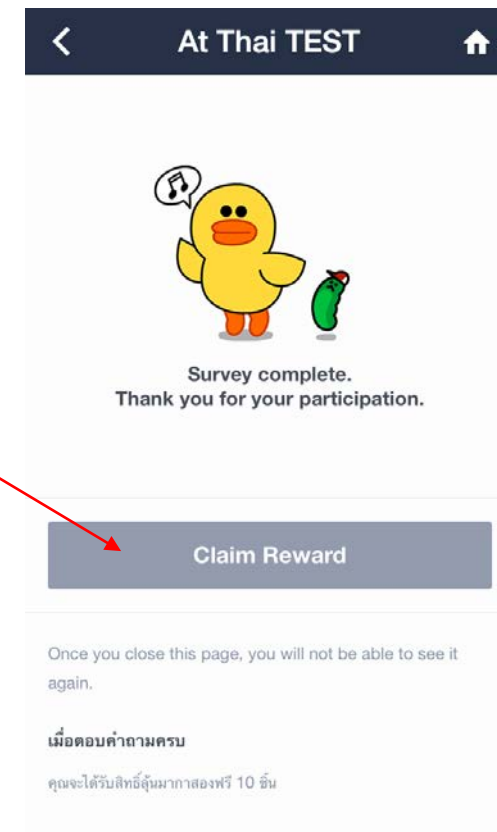 At Thai TEST
Survey complete.
Thank you for your participation.
Claim Reward
Once you close this page, you will not be able to see it
again.
เมื่อตอบคำถามครบ
คุณจะได้รับสิทธิ์ลุ้นมากาสองฟรี 10 ชิ้น